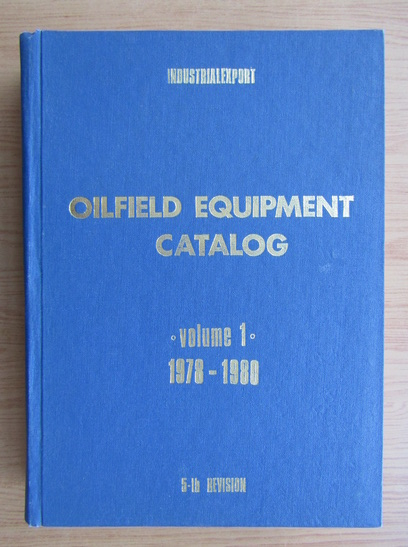 INDUSTRIALEXPORT
OILFIELD EQUIPMENT
CATALOG
· volume 1 ·
1978 - 1980
5-th REVISION